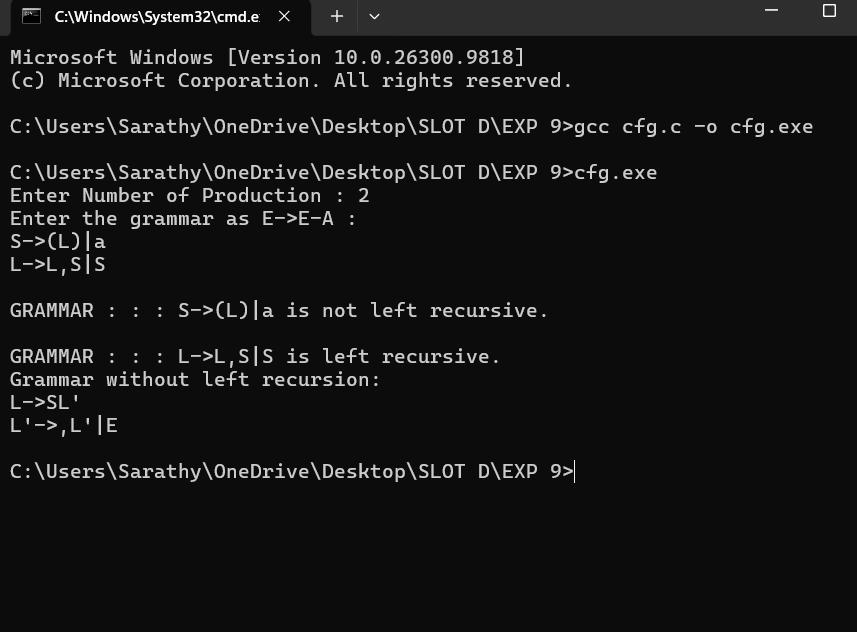 C:\Windows\System32\cmd.e
Microsoft Windows [Version 10.0.26300.9818]
(c) Microsoft Corporation. All rights reserved.
C:\Users\Sarathy\OneDrive\Desktop\SLOT D\EXP 9>gcc cfg.c -o cfg.exe
C:\Users\Sarathy\OneDrive\Desktop\SLOT D\EXP 9>cfg.exe
Enter Number of Production : 2
Enter the grammar as E->E-A :
S->(L)|a
L->L,S|S
GRAMMAR : : : S->(L)|a is not left recursive.
GRAMMAR : : : L->L,S|S is left recursive.
Grammar without left recursion:
L->SL'
L'->,L'|E
C:\Users\Sarathy\OneDrive\Desktop\SLOT D\EXP 9>